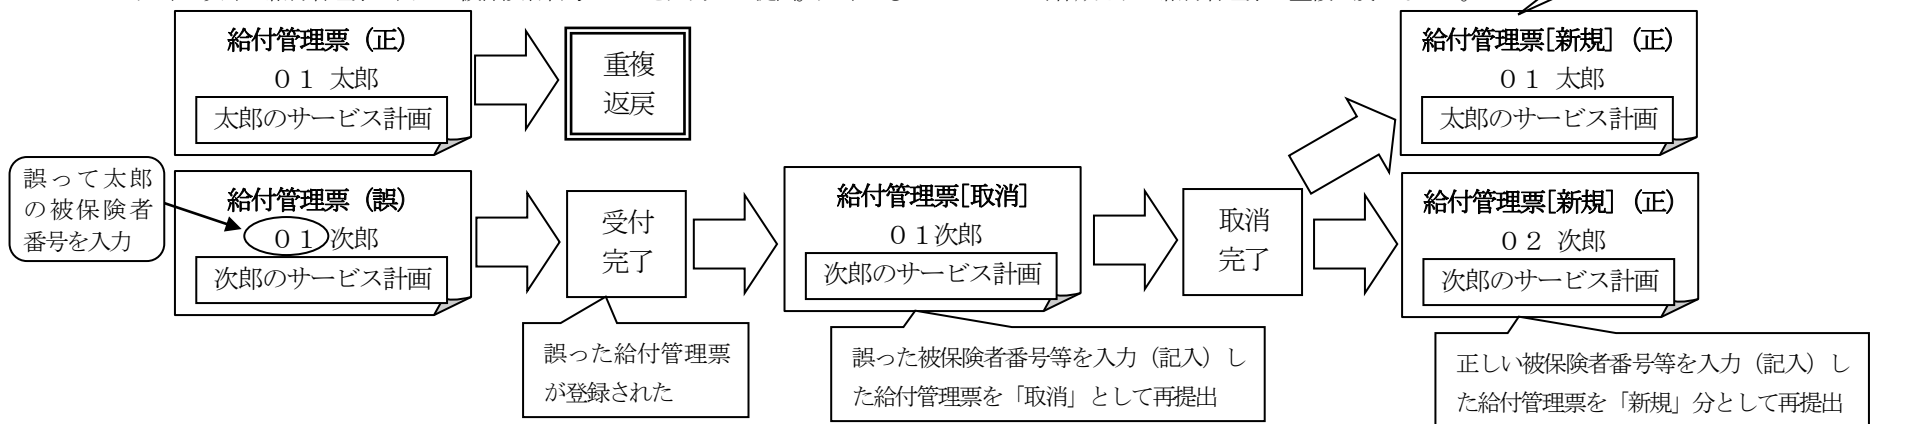 給付管理票（正）
０１ 太郎
太郎のサービス計画
重複
返戻
給付管理票[新規]（正）
０１ 太郎
太郎のサービス計画
誤って太郎
の被保険者
番号を入力
給付管理票（誤）
０１次郎
次郎のサービス計画
受付
完了
給付管理票[取消]
０１次郎
次郎のサービス計画
取消
完了
給付管理票[新規]（正）
０２ 次郎
次郎のサービス計画
誤った給付管理票
が登録された
誤った被保険者番号等を入力（記入）し
た給付管理票を「取消」として再提出
正しい被保険者番号等を入力（記入）し
た給付管理票を「新規」分として再提出